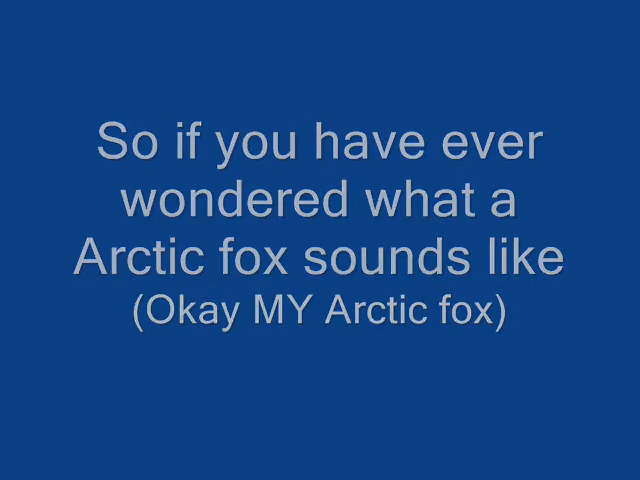 So if you have ever
wondered what a
Arctic fox sounds like
(Okay MY Arctic fox)